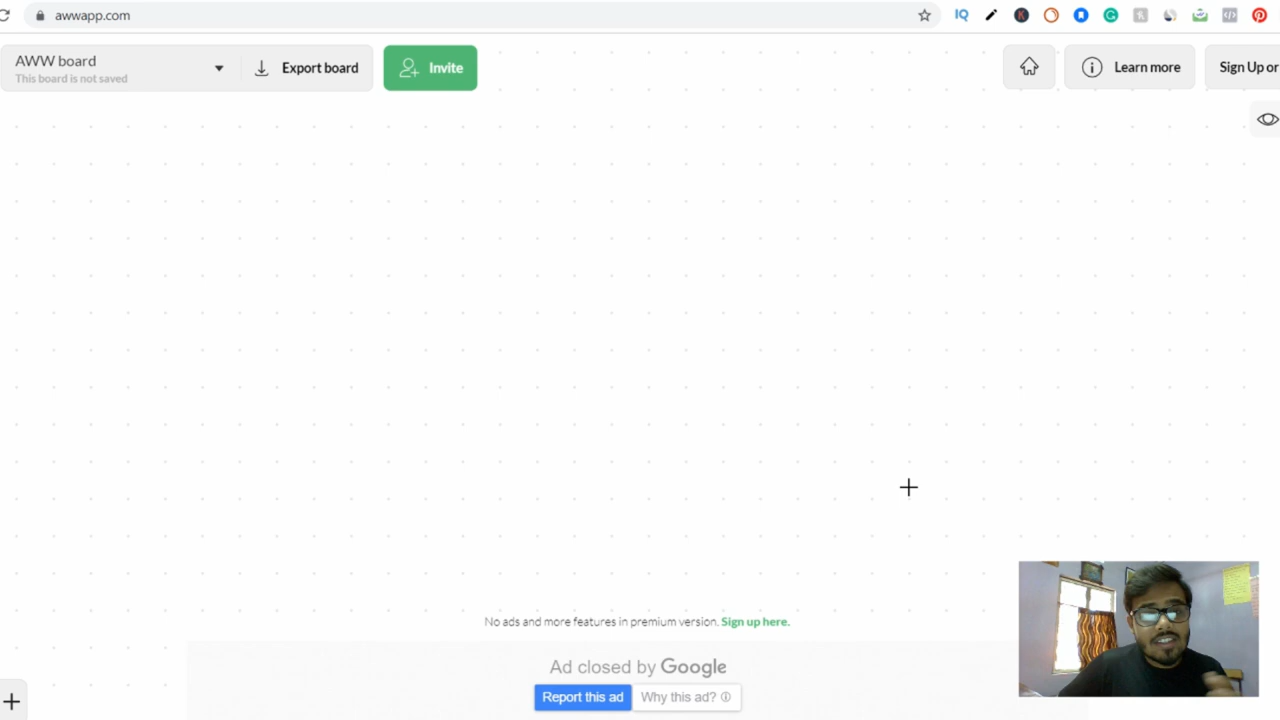 awwapp.com
IQ
AWW board
This board is not saved
Export board
Invite
Learn more
Sign Up or
No ads and more features in premium version. Sign up here.
Ad closed by Google
Report this ad
Why this ad?